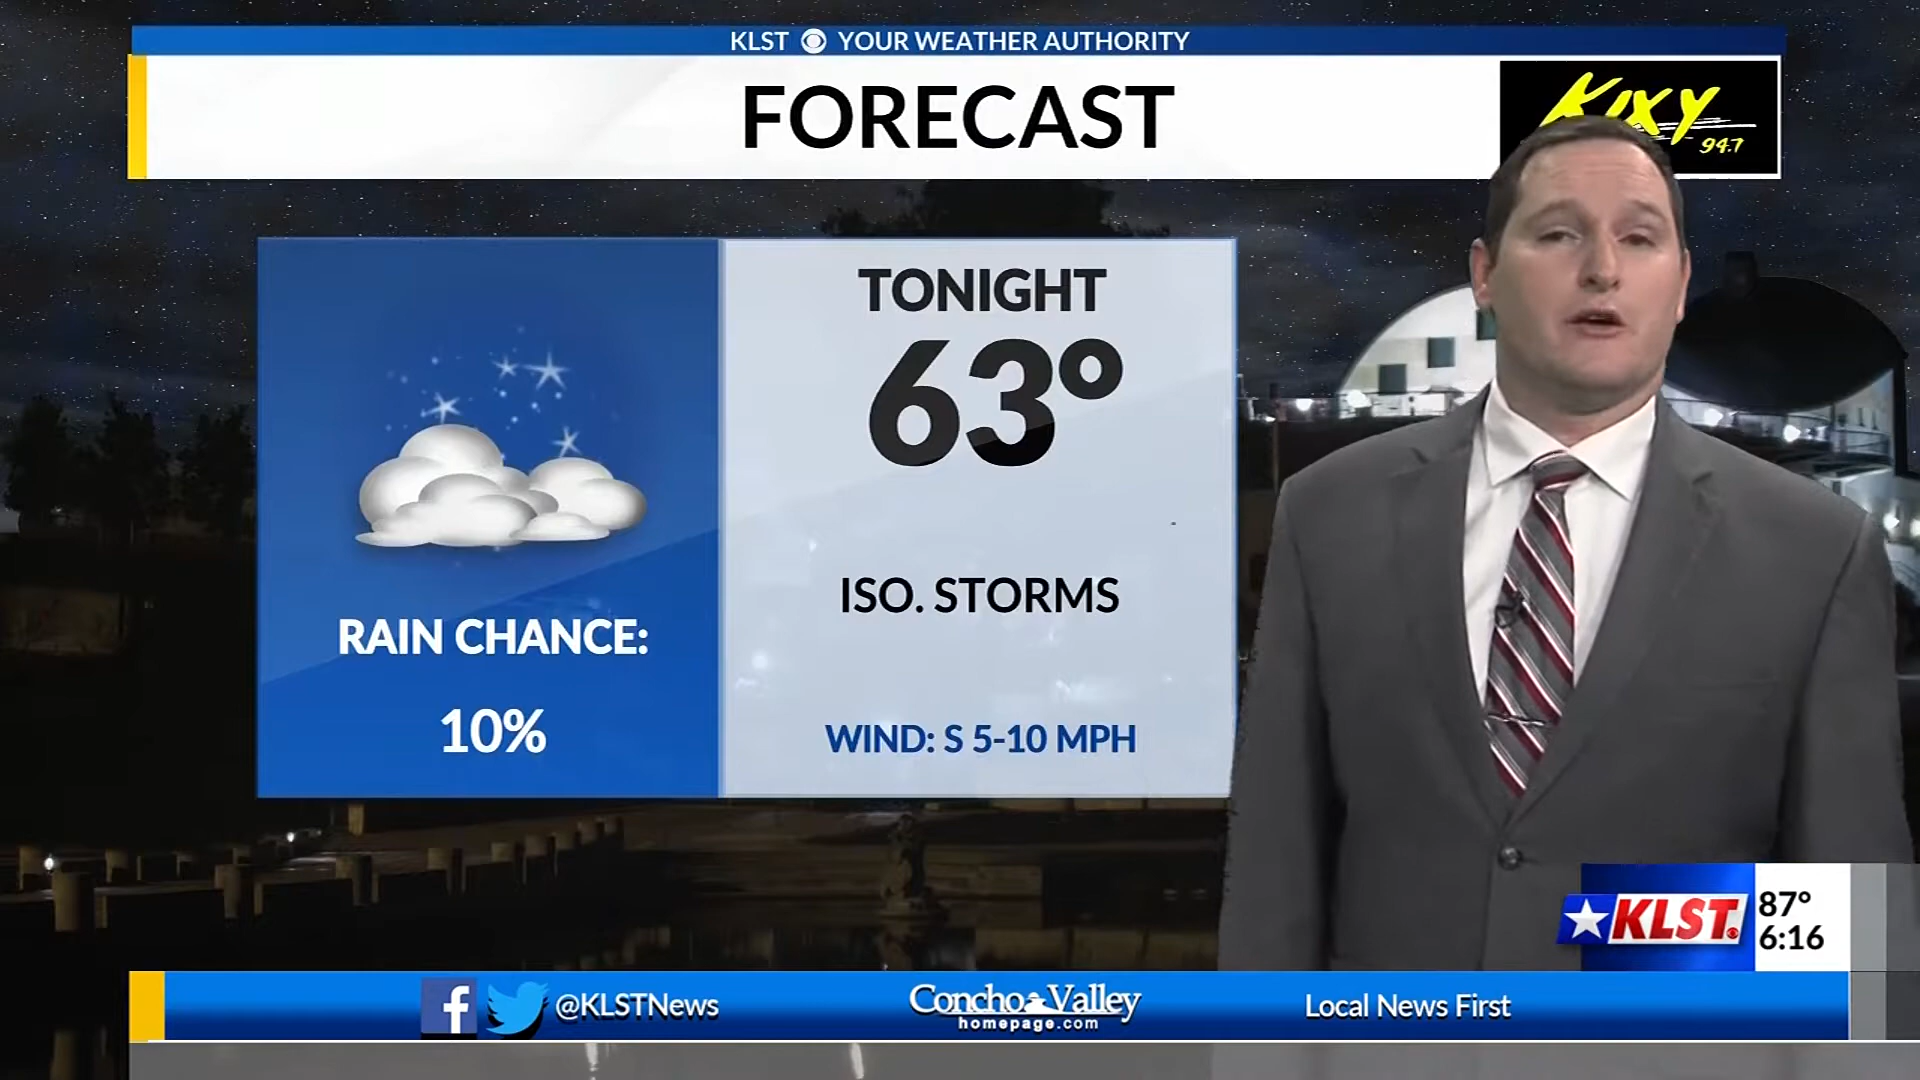 KLST YOUR WEATHER AUTHORITY
FORECAST
KIXY
94.7
TONIGHT
63°
ISO. STORMS
WIND: S 5-10 MPH
RAIN CHANCE:
10%
KLST
87°
6:16
@KLSTNews
Concho Valley
homepage.com
Local News First